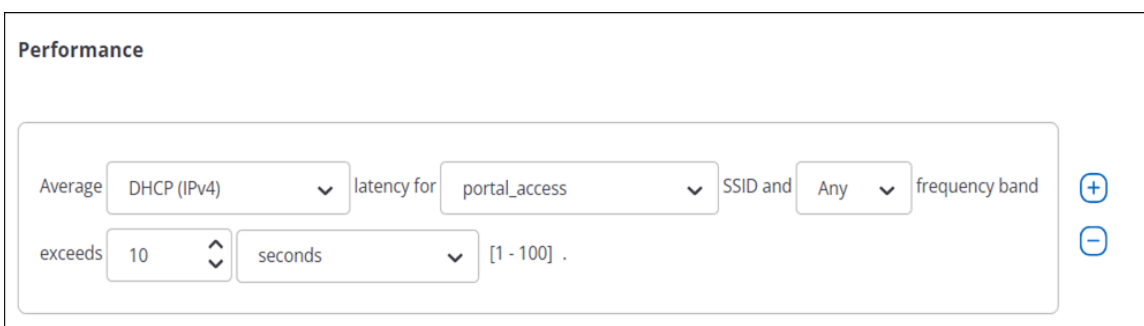 Performance
Average DHCP (IPv4) latency for portal_access SSID and Any frequency band
exceeds 10 seconds [1 - 100] .